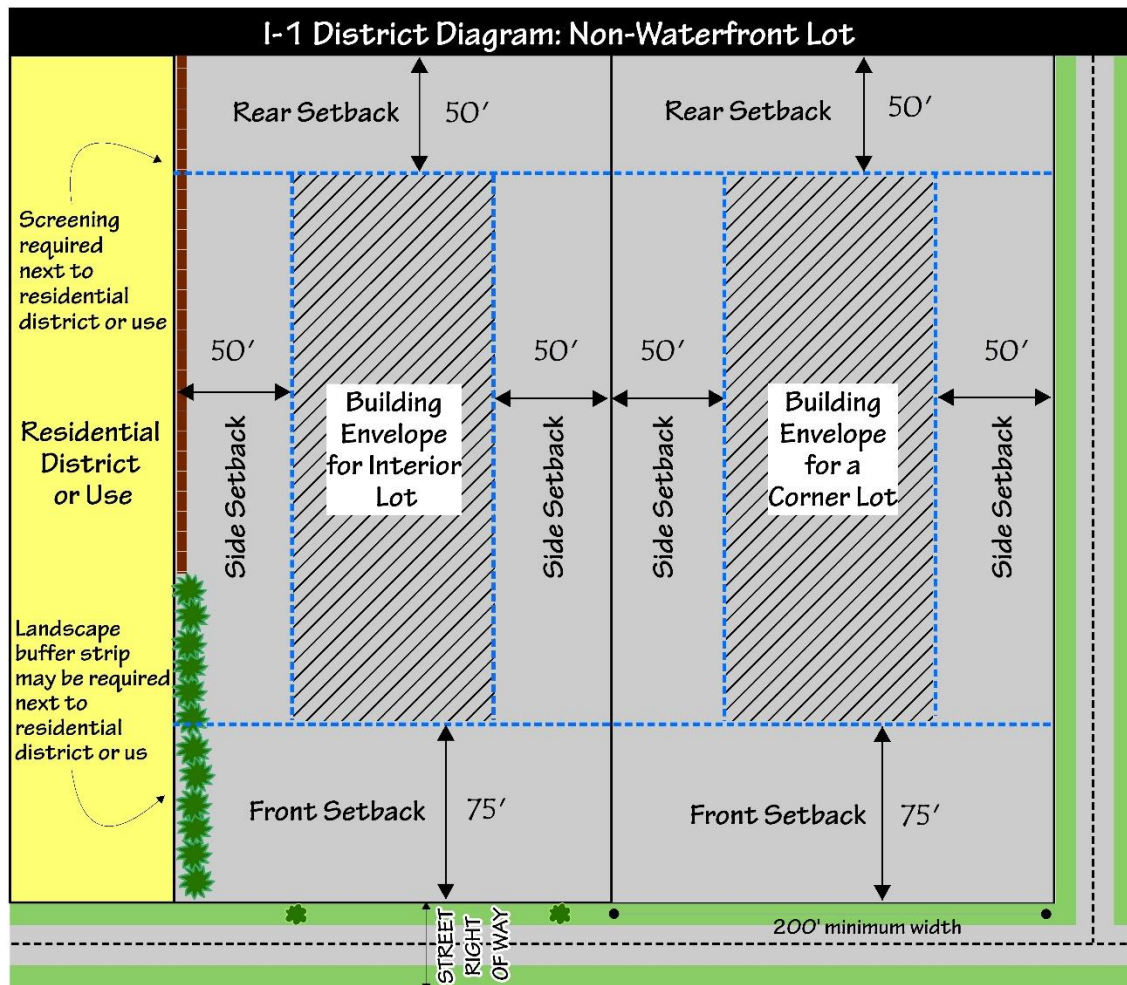 I-1 District Diagram: Non-Waterfront Lot
Rear Setback
50'
Rear Setback
50'
Screening
required
next to
residential
district or use
50'
50'
50'
50'
Side Setback
Side Setback
Side Setback
Side Setback
Residential
District
or Use
Building
Envelope
for Interior
Lot
Building
Envelope
for a
Corner Lot
Landscape
buffer strip
may be required
next to
residential
district or us
Front Setback
75'
Front Setback
75'
STREET
RIGHT
OF WAY
200' minimum width